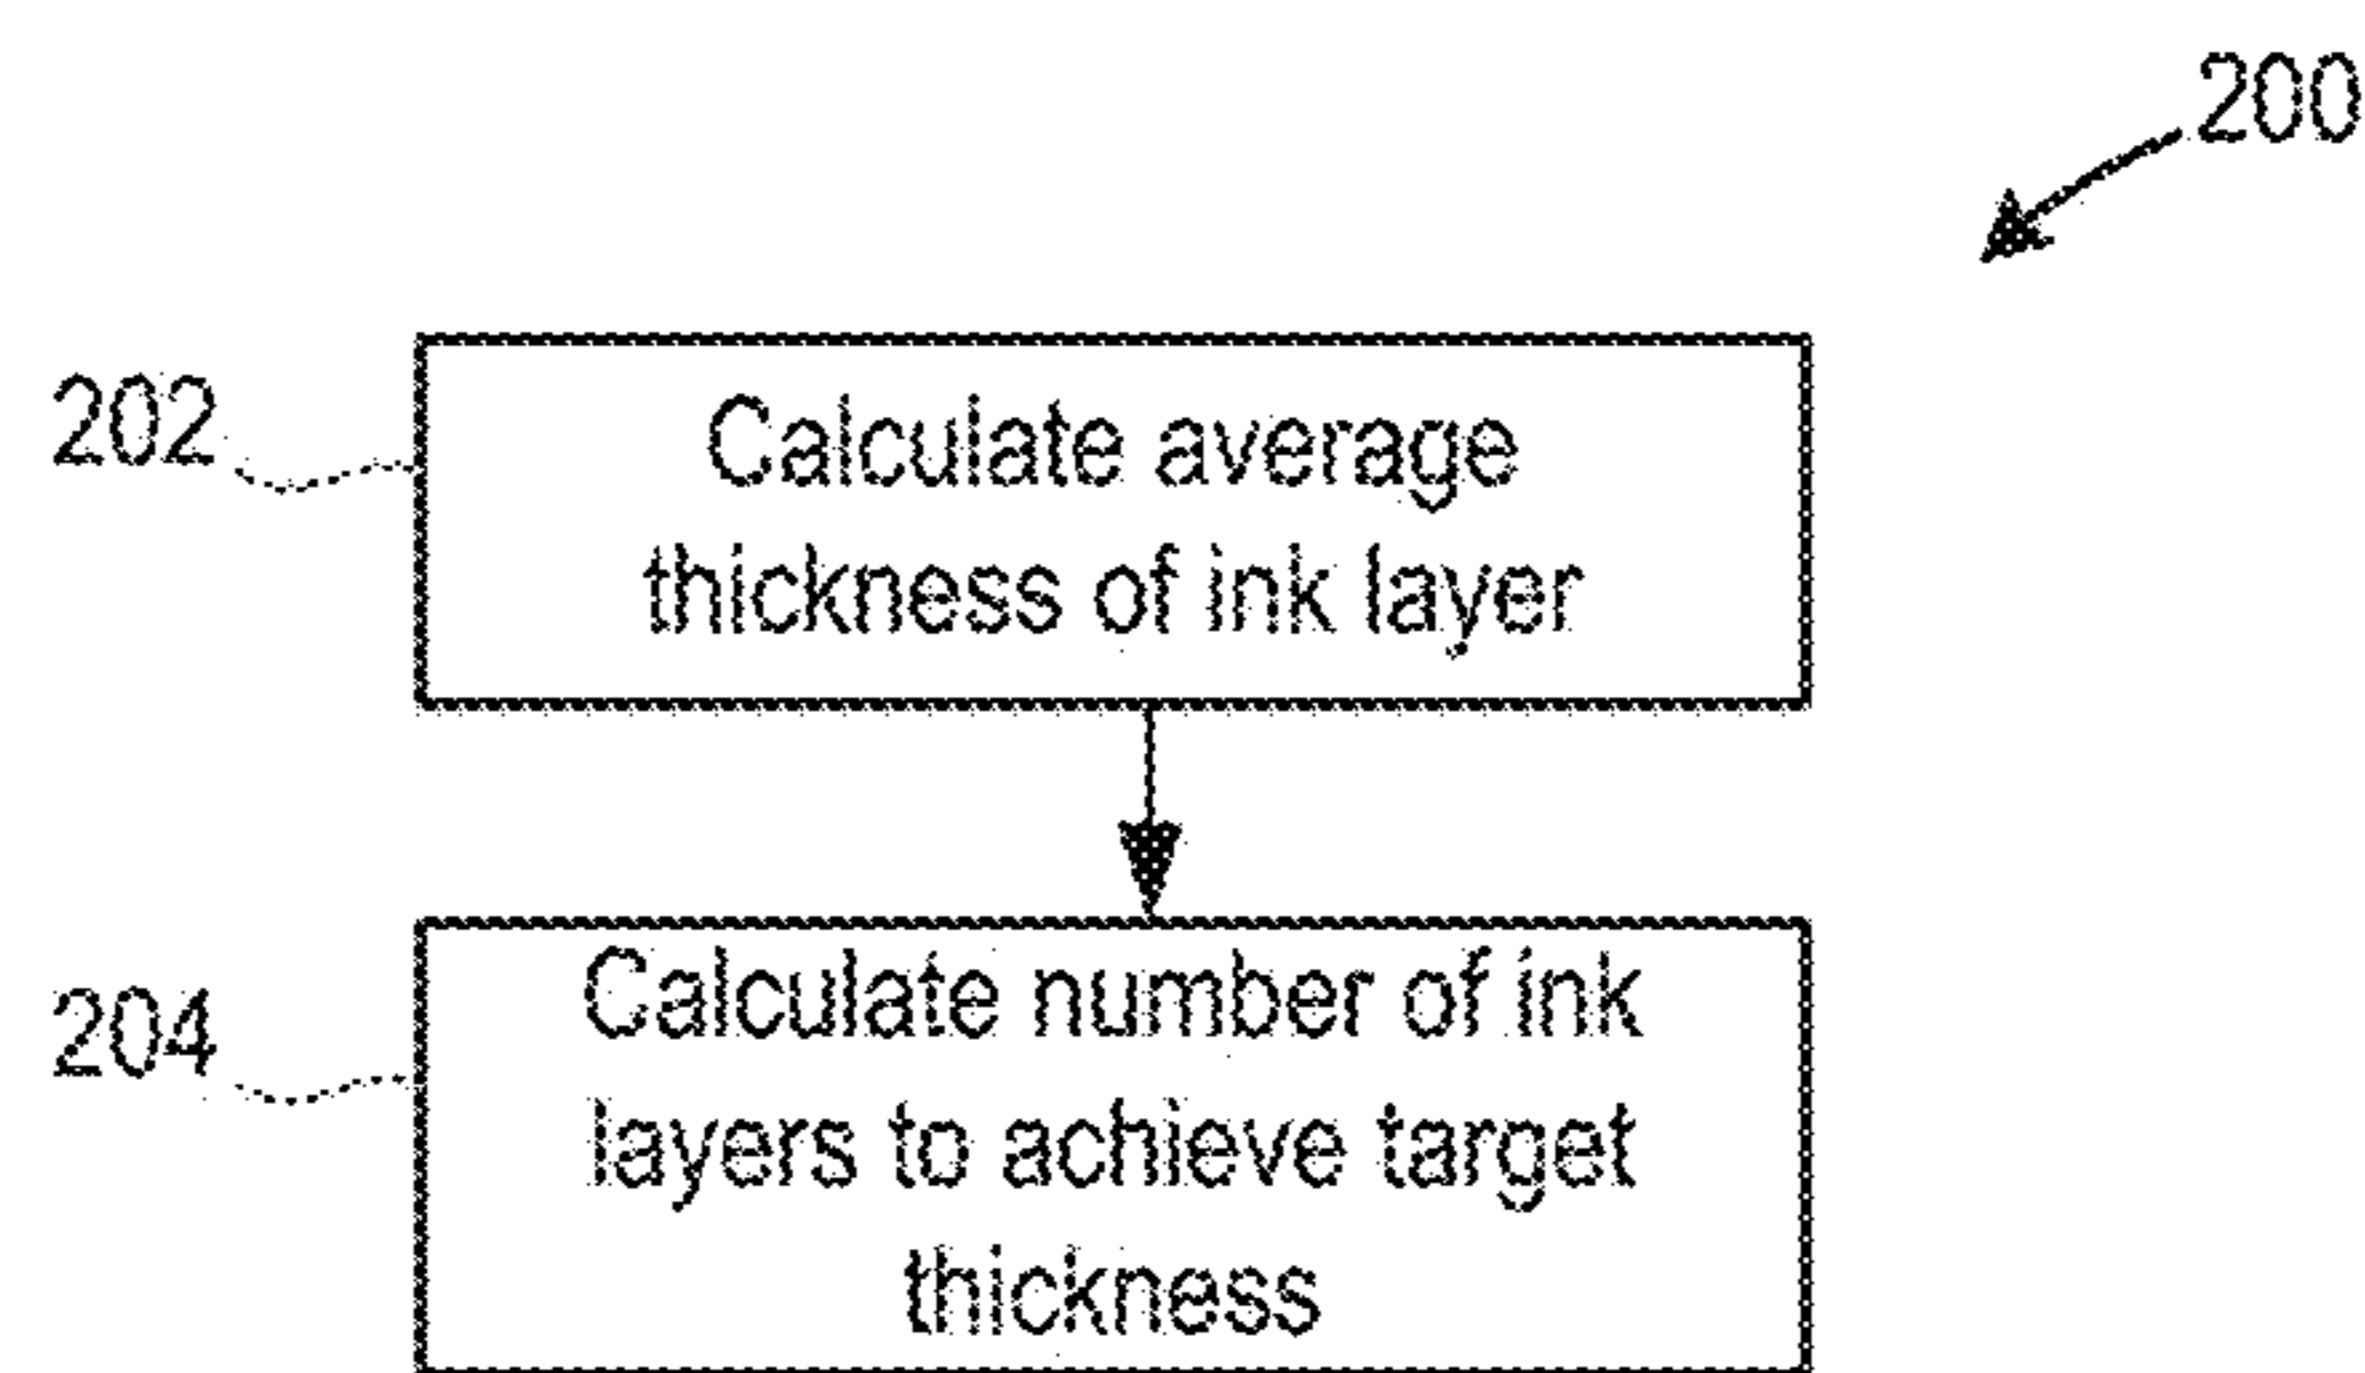 200
202
Calculate average
thickness of ink layer
204
Calculate number of ink
layers to achieve target
thickness